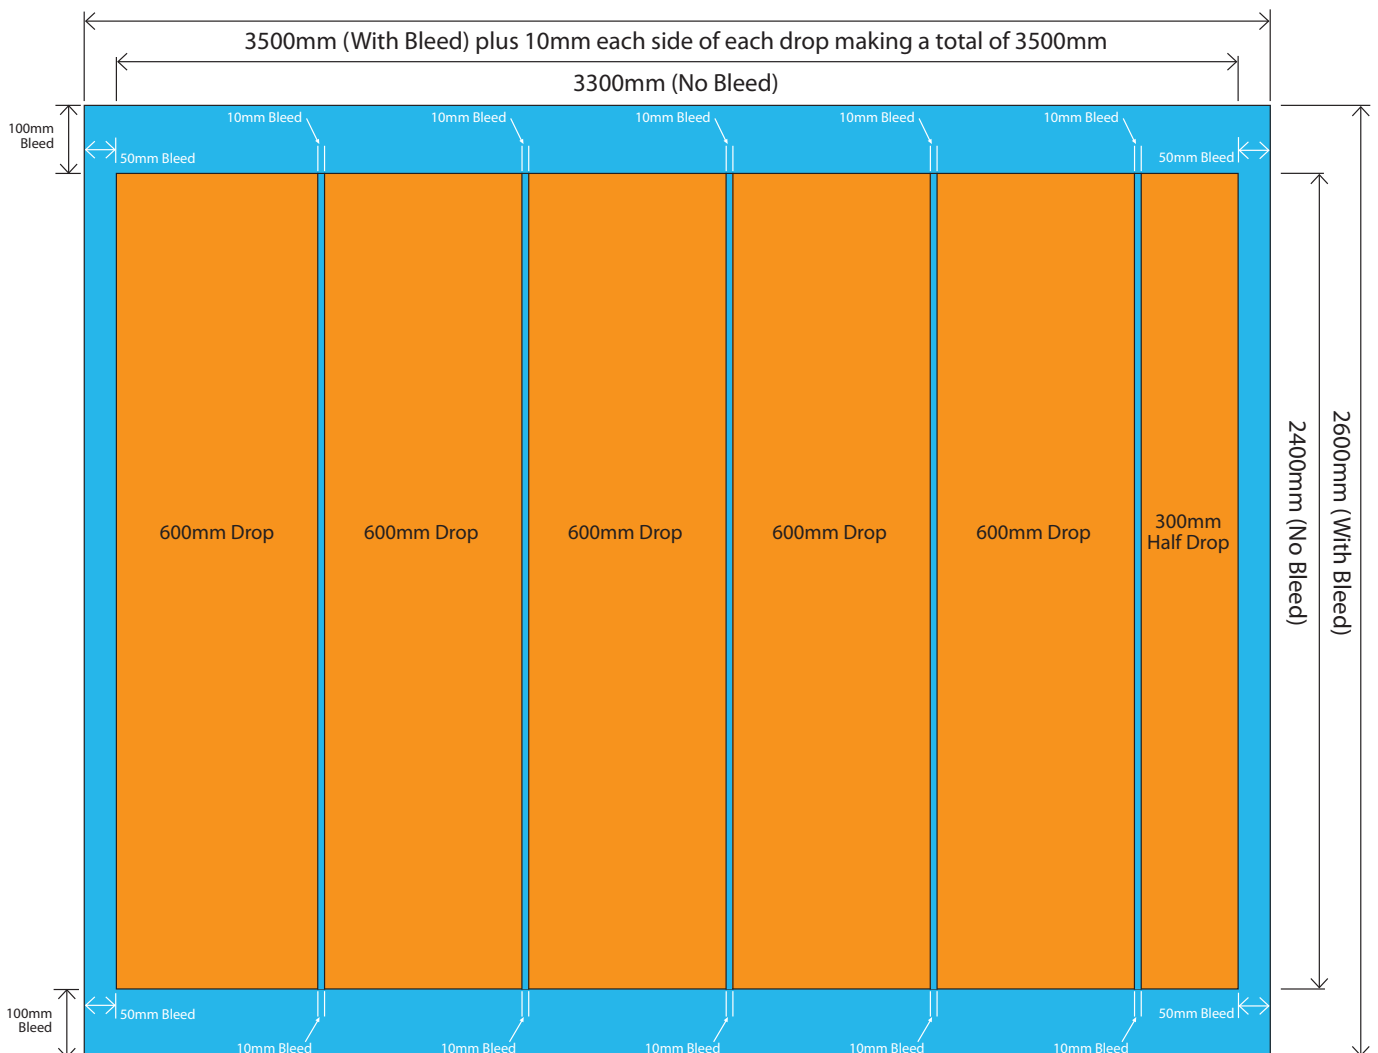 3500mm (With Bleed) plus 10mm each side of each drop making a total of 3500mm
3300mm (No Bleed)
100mm
Bleed
10mm Bleed
10mm Bleed
10mm Bleed
10mm Bleed
10mm Bleed
50mm Bleed
50mm Bleed
600mm Drop
600mm Drop
600mm Drop
600mm Drop
600mm Drop
300mm
Half Drop
2400mm (No Bleed)
2600mm (With Bleed)
100mm
Bleed
50mm Bleed
50mm Bleed
10mm Bleed
10mm Bleed
10mm Bleed
10mm Bleed
10mm Bleed